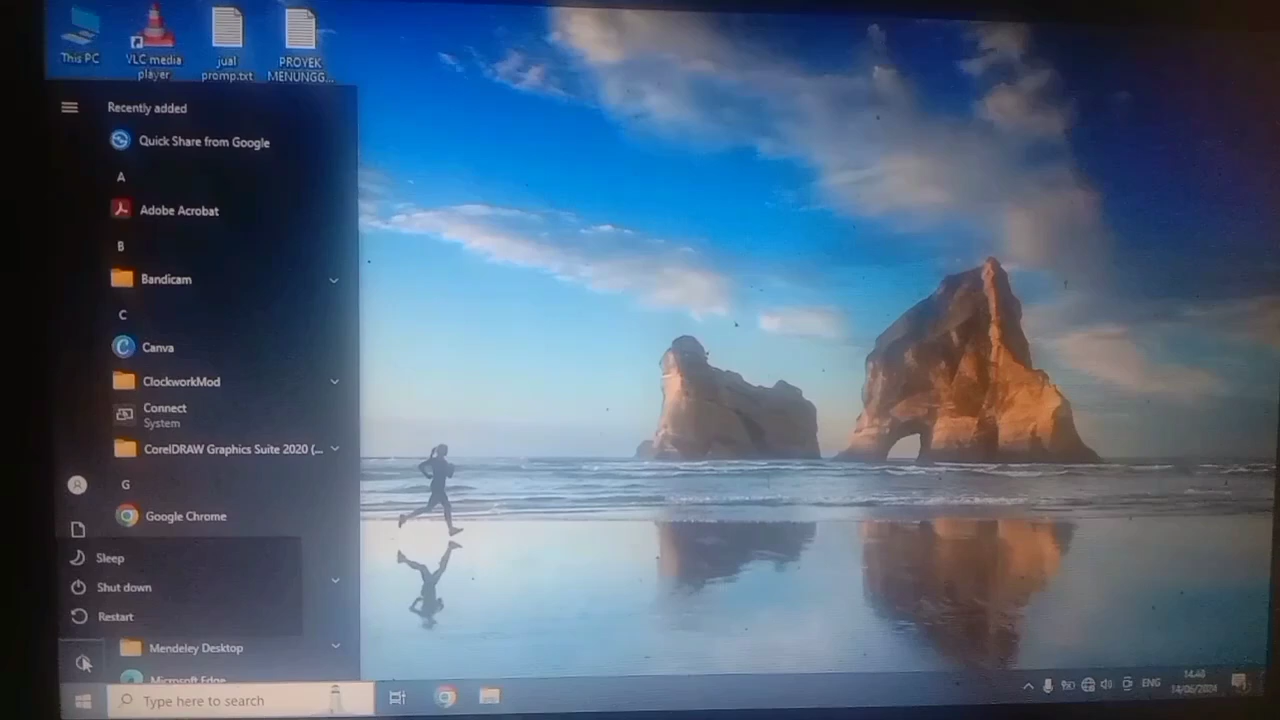 This PC
VLC media
player
jual
promp.txt
PROYEK
MENUNGG...
Recently added
Quick Share from Google
A
Adobe Acrobat
B
Bandicam
C
Canva
ClockworkMod
Connect
System
CorelDRAW Graphics Suite 2020 (...
G
Google Chrome
Sleep
Shut down
Restart
Mendeley Desktop
Microsoft Edge
Type here to search
ENG
14.40
14/06/2024